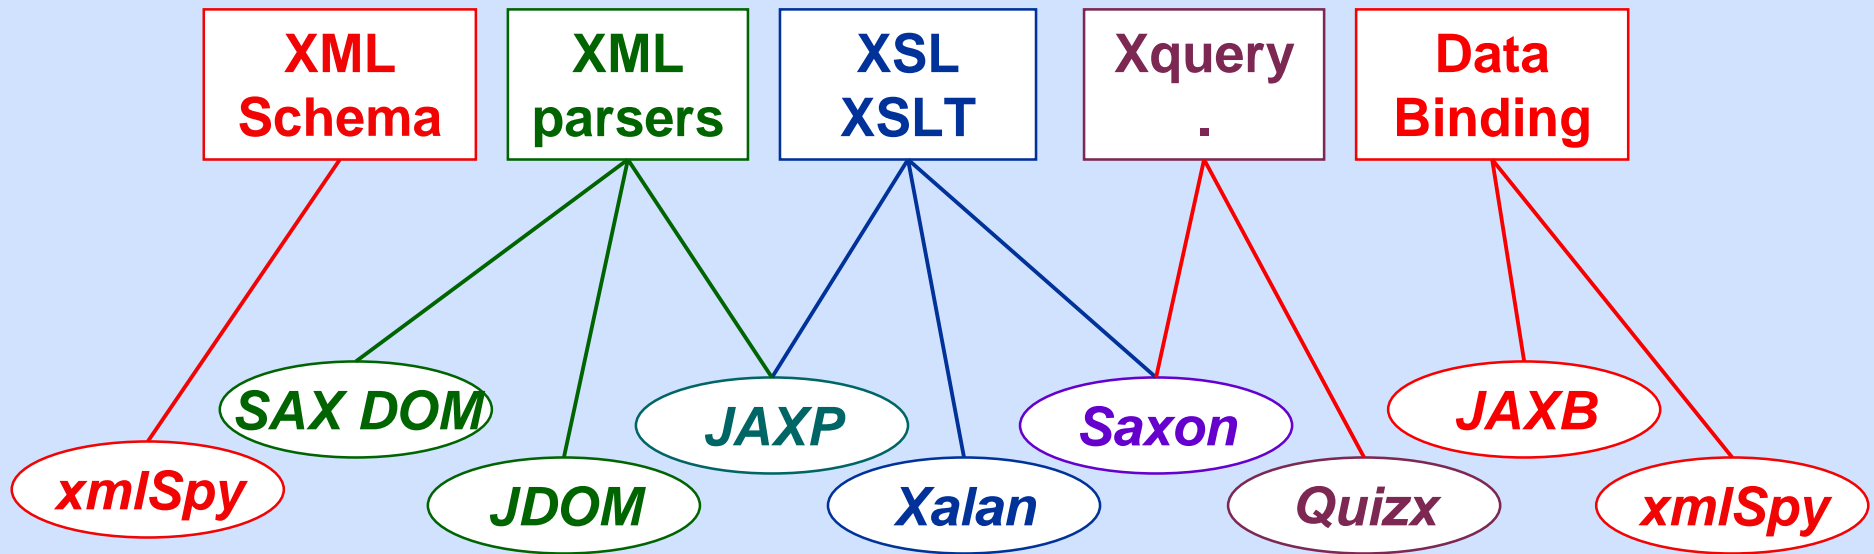 XML
Schema
XML
parsers
XSL
XSLT
Xquery
.
Data
Binding
SAX DOM
JAXP
Saxon
JAXB
xmlSpy
JDOM
Xalan
Quizx
xmlSpy